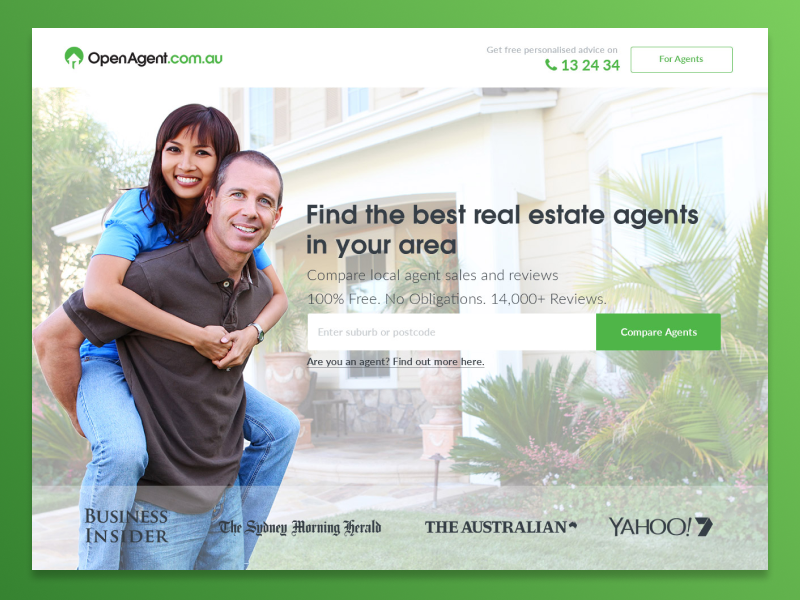 OpenAgent.com.au
Get free personalised advice on
13 24 34
For Agents
Find the best real estate agents
in your area
Compare local agent sales and reviews
100% Free. No Obligations. 14,000+ Reviews.
Enter suburb or postcode
Compare Agents
Are you an agent? Find out more here.
BUSINESS
INSIDER
The Sydney Morning Herald
THE AUSTRALIAN
YAHOO! 7